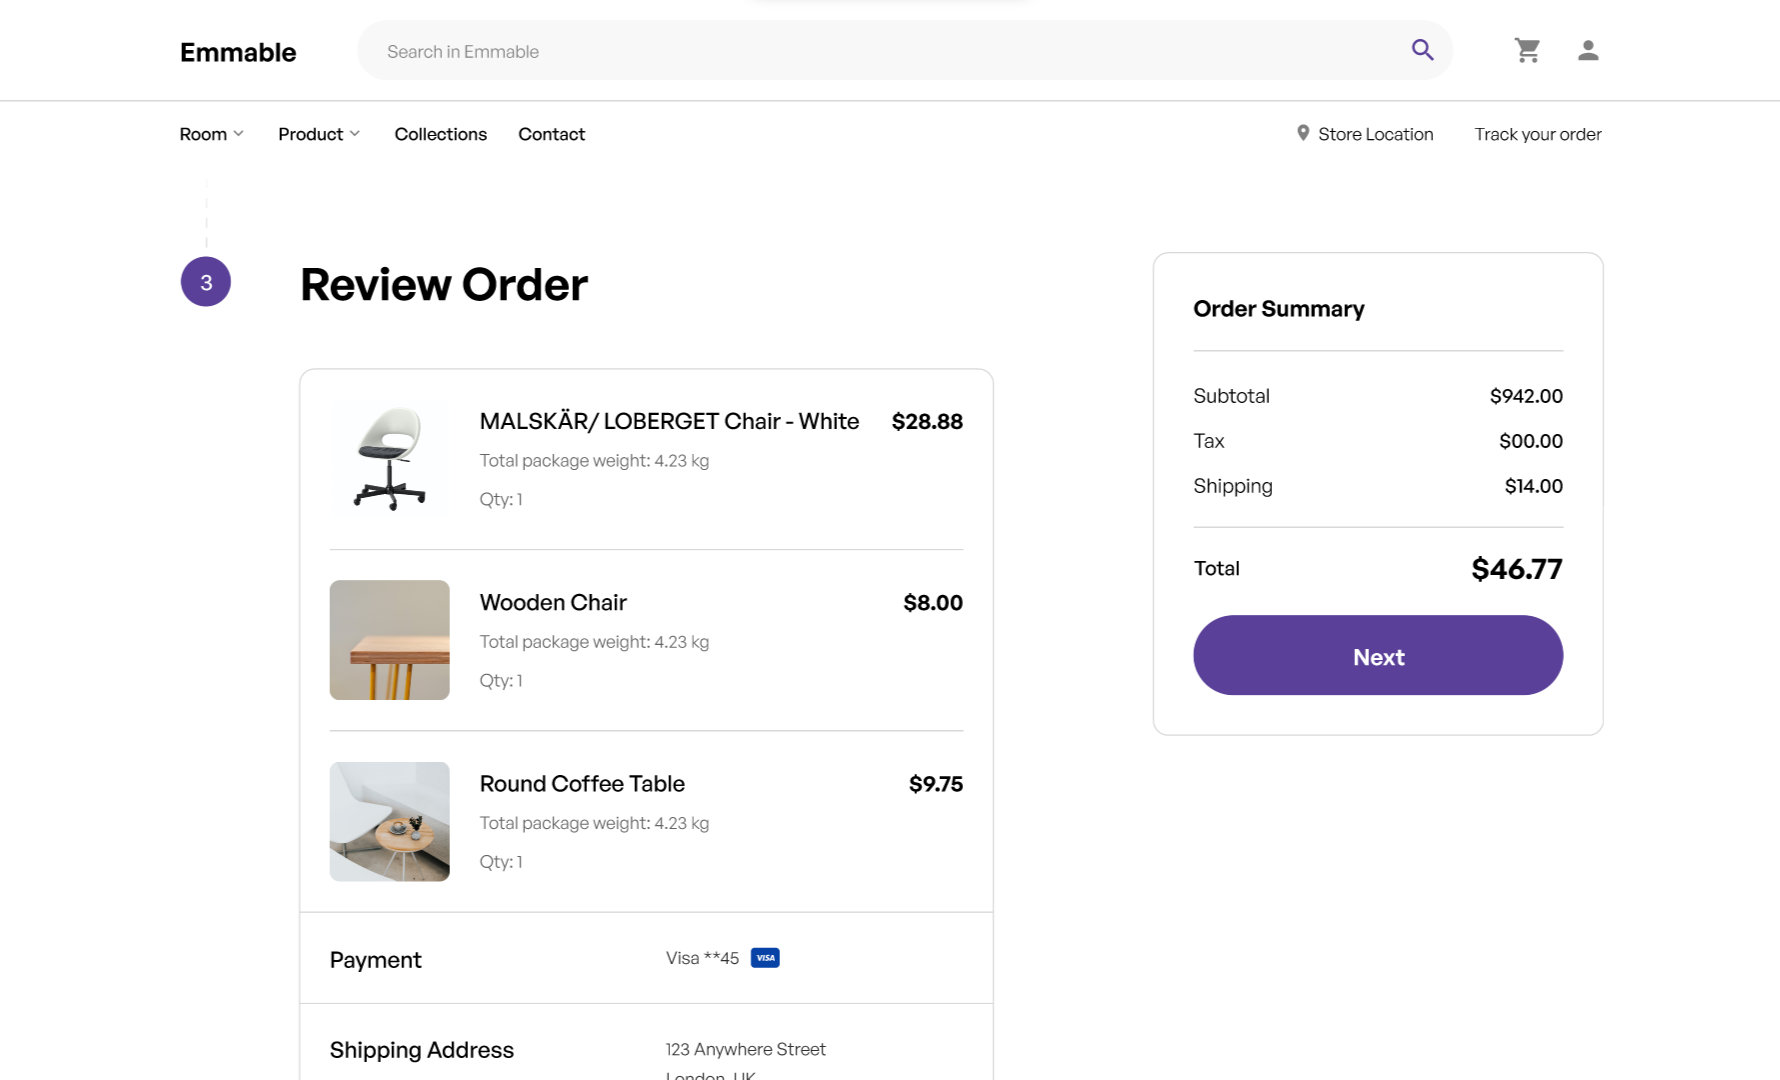 Emmable
Search in Emmable
Room
Product
Collections
Contact
Store Location
Track your order
3
Review Order
MALSKÄR/ LOBERGET Chair - White
$28.88
Total package weight: 4.23 kg
Qty: 1
Wooden Chair
$8.00
Total package weight: 4.23 kg
Qty: 1
Round Coffee Table
$9.75
Total package weight: 4.23 kg
Qty: 1
Payment
Visa **45
VISA
Shipping Address
123 Anywhere Street
London, UK
Order Summary
Subtotal
$942.00
Tax
$00.00
Shipping
$14.00
Total
$46.77
Next